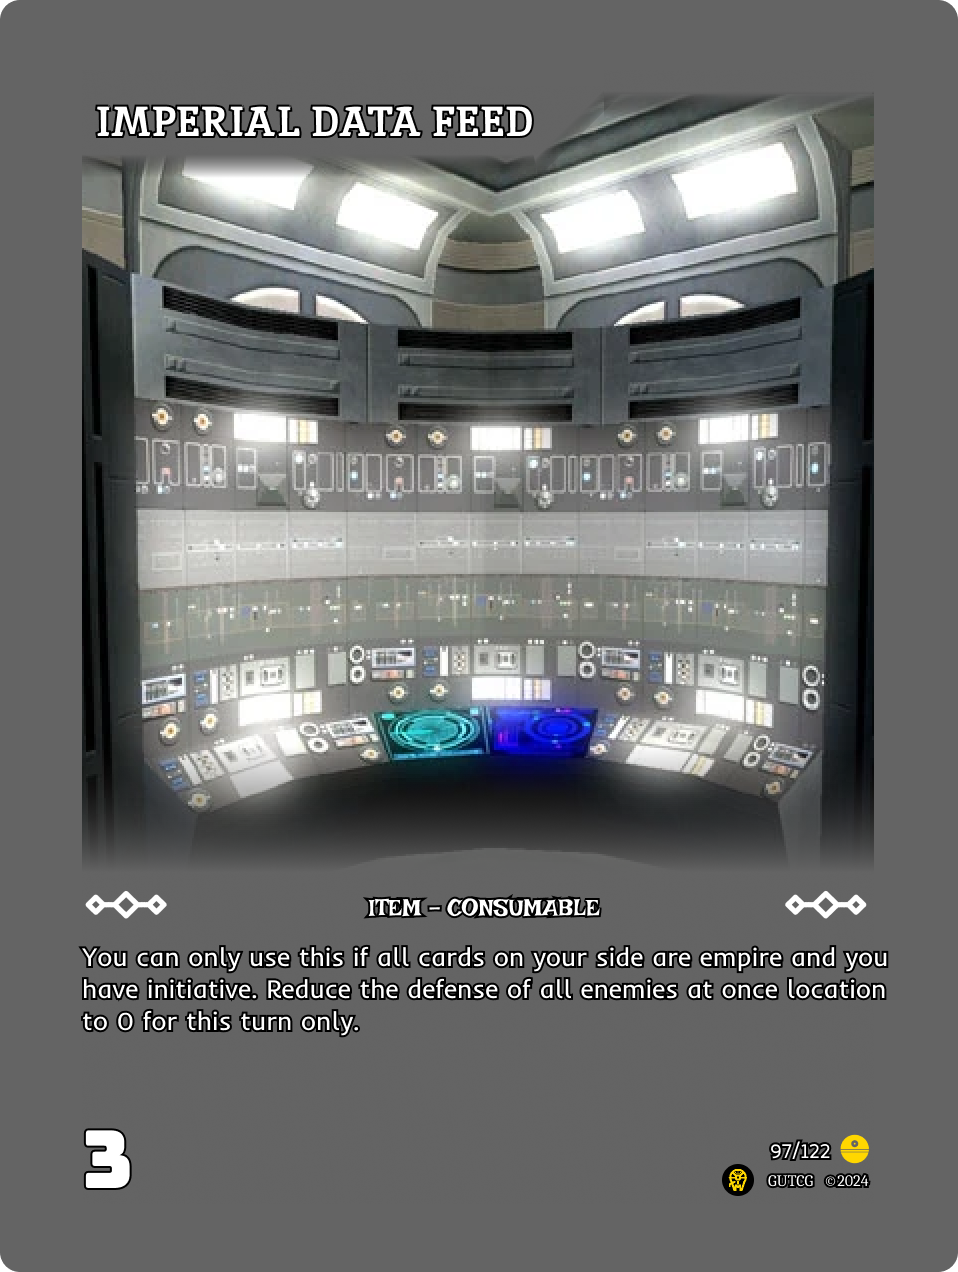 IMPERIAL DATA FEED
ITEM - CONSUMABLE
You can only use this if all cards on your side are empire and you
have initiative. Reduce the defense of all enemies at once location
to 0 for this turn only.
3
97/122
GUTCG ©2024